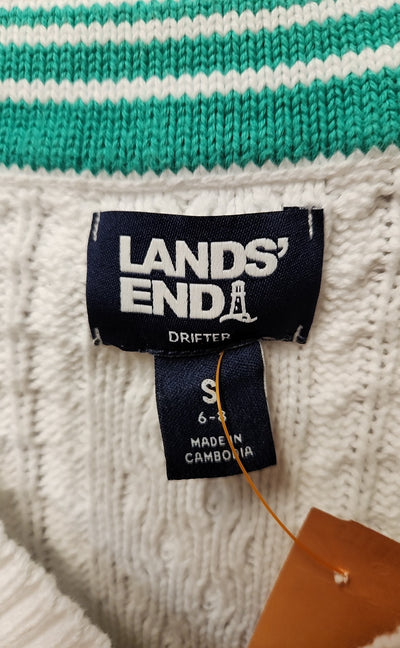 LANDS'
END
DRIFTER
S
6-8
MADE IN
CAMBODIA